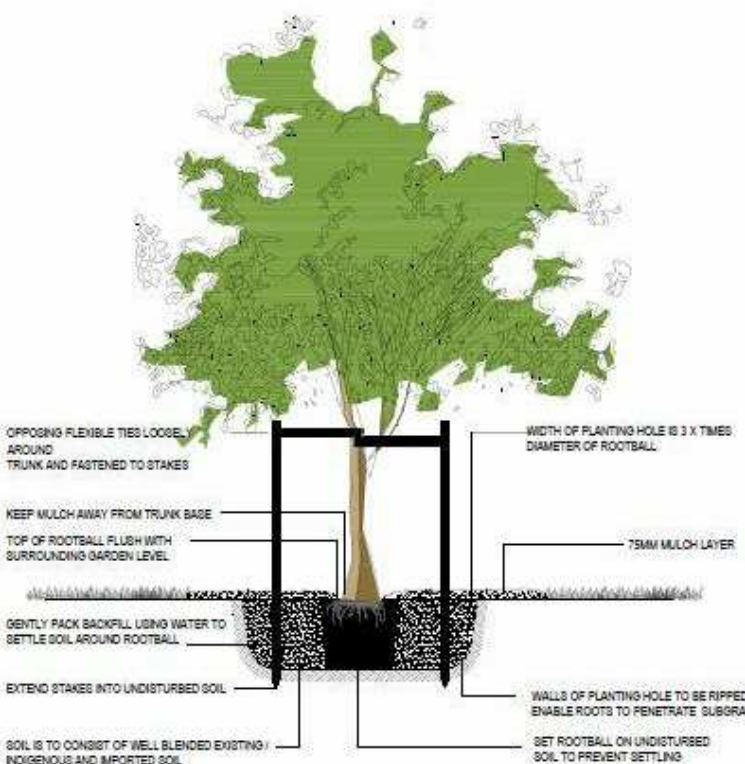 OPPOSING FLEXIBLE TIES LOOSELY
AROUND
TRUNK AND FASTENED TO STAKES
KEEP MULCH AWAY FROM TRUNK BASE
TOP OF ROOTBALL FLUSH WITH
SURROUNDING GARDEN LEVEL
GENTLY PACK BACKFILL USING WATER TO
SETTLE SOIL AROUND ROOTBALL
EXTEND STAKES INTO UNDISTURBED SOIL
SOIL IS TO CONSIST OF WELL BLENDED EXISTING /
INDIGENOUS AND IMPORTED SOIL
WIDTH OF PLANTING HOLE IS 3 X TIMES
DIAMETER OF ROOTBALL
75MM MULCH LAYER
WALLS OF PLANTING HOLE TO BE RIPPED
ENABLE ROOTS TO PENETRATE SUBGRA
SET ROOTBALL ON UNDISTURBED
SOIL TO PREVENT SETTLING